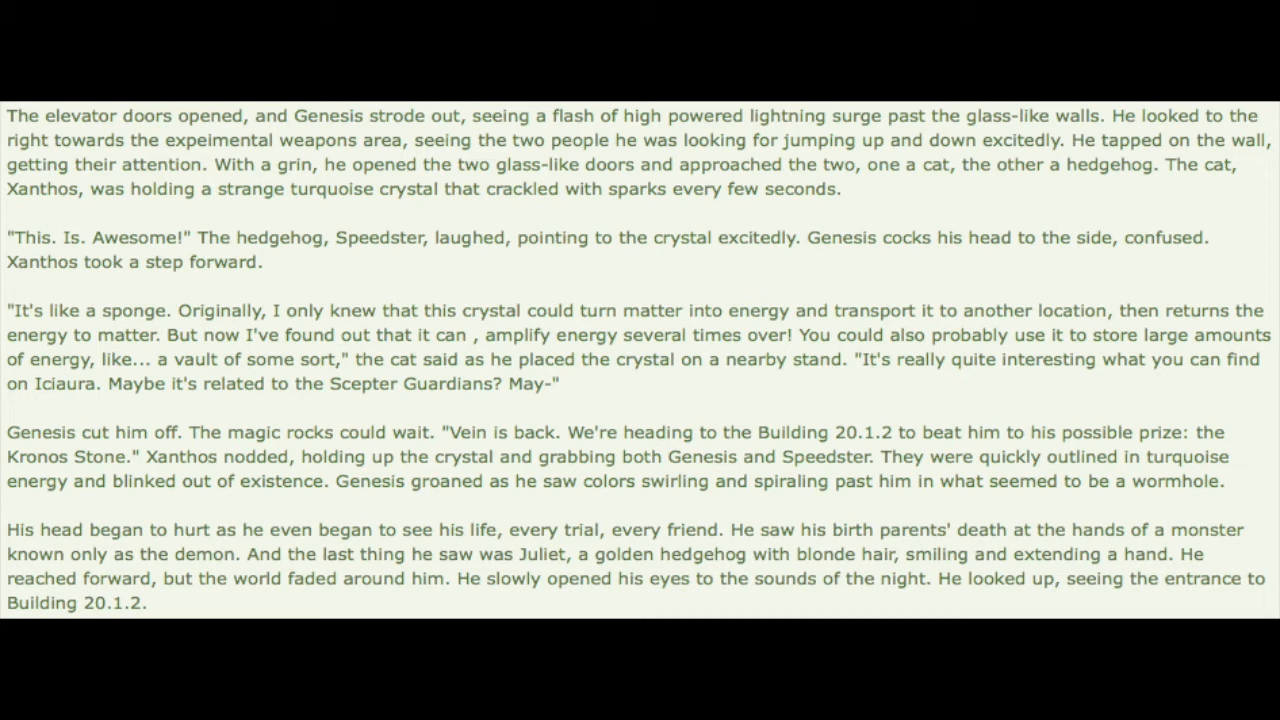 The elevator doors opened, and Genesis strode out, seeing a flash of high powered lightning surge past the glass-like walls. He looked to the
right towards the expeimental weapons area, seeing the two people he was looking for jumping up and down excitedly. He tapped on the wall,
getting their attention. With a grin, he opened the two glass-like doors and approached the two, one a cat, the other a hedgehog. The cat,
Xanthos, was holding a strange turquoise crystal that crackled with sparks every few seconds.
"This. Is. Awesome!" The hedgehog, Speedster, laughed, pointing to the crystal excitedly. Genesis cocks his head to the side, confused.
Xanthos took a step forward.
"It's like a sponge. Originally, I only knew that this crystal could turn matter into energy and transport it to another location, then returns the
energy to matter. But now I've found out that it can , amplify energy several times over! You could also probably use it to store large amounts
of energy, like... a vault of some sort," the cat said as he placed the crystal on a nearby stand. "It's really quite interesting what you can find
on Iciaura. Maybe it's related to the Scepter Guardians? May-"
Genesis cut him off. The magic rocks could wait. "Vein is back. We're heading to the Building 20.1.2 to beat him to his possible prize: the
Kronos Stone." Xanthos nodded, holding up the crystal and grabbing both Genesis and Speedster. They were quickly outlined in turquoise
energy and blinked out of existence. Genesis groaned as he saw colors swirling and spiraling past him in what seemed to be a wormhole.
His head began to hurt as he even began to see his life, every trial, every friend. He saw his birth parents' death at the hands of a monster
known only as the demon. And the last thing he saw was Juliet, a golden hedgehog with blonde hair, smiling and extending a hand. He
reached forward, but the world faded around him. He slowly opened his eyes to the sounds of the night. He looked up, seeing the entrance to
Building 20.1.2.